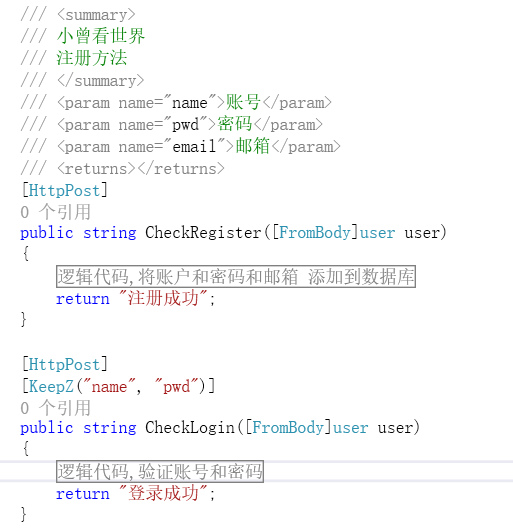 /// <summary>
/// 小曾看世界
/// 注册方法
/// </summary>
/// <param name="name">账号</param>
/// <param name="pwd">密码</param>
/// <param name="email">邮箱</param>
/// <returns></returns>
[HttpPost]
0 个引用
public string CheckRegister([FromBody]user user)
{
逻辑代码,将账户和密码和邮箱 添加到数据库
return "注册成功";
}
[HttpPost]
[KeepZ("name", "pwd")]
0 个引用
public string CheckLogin([FromBody]user user)
{
逻辑代码,验证账号和密码
return "登录成功";
}